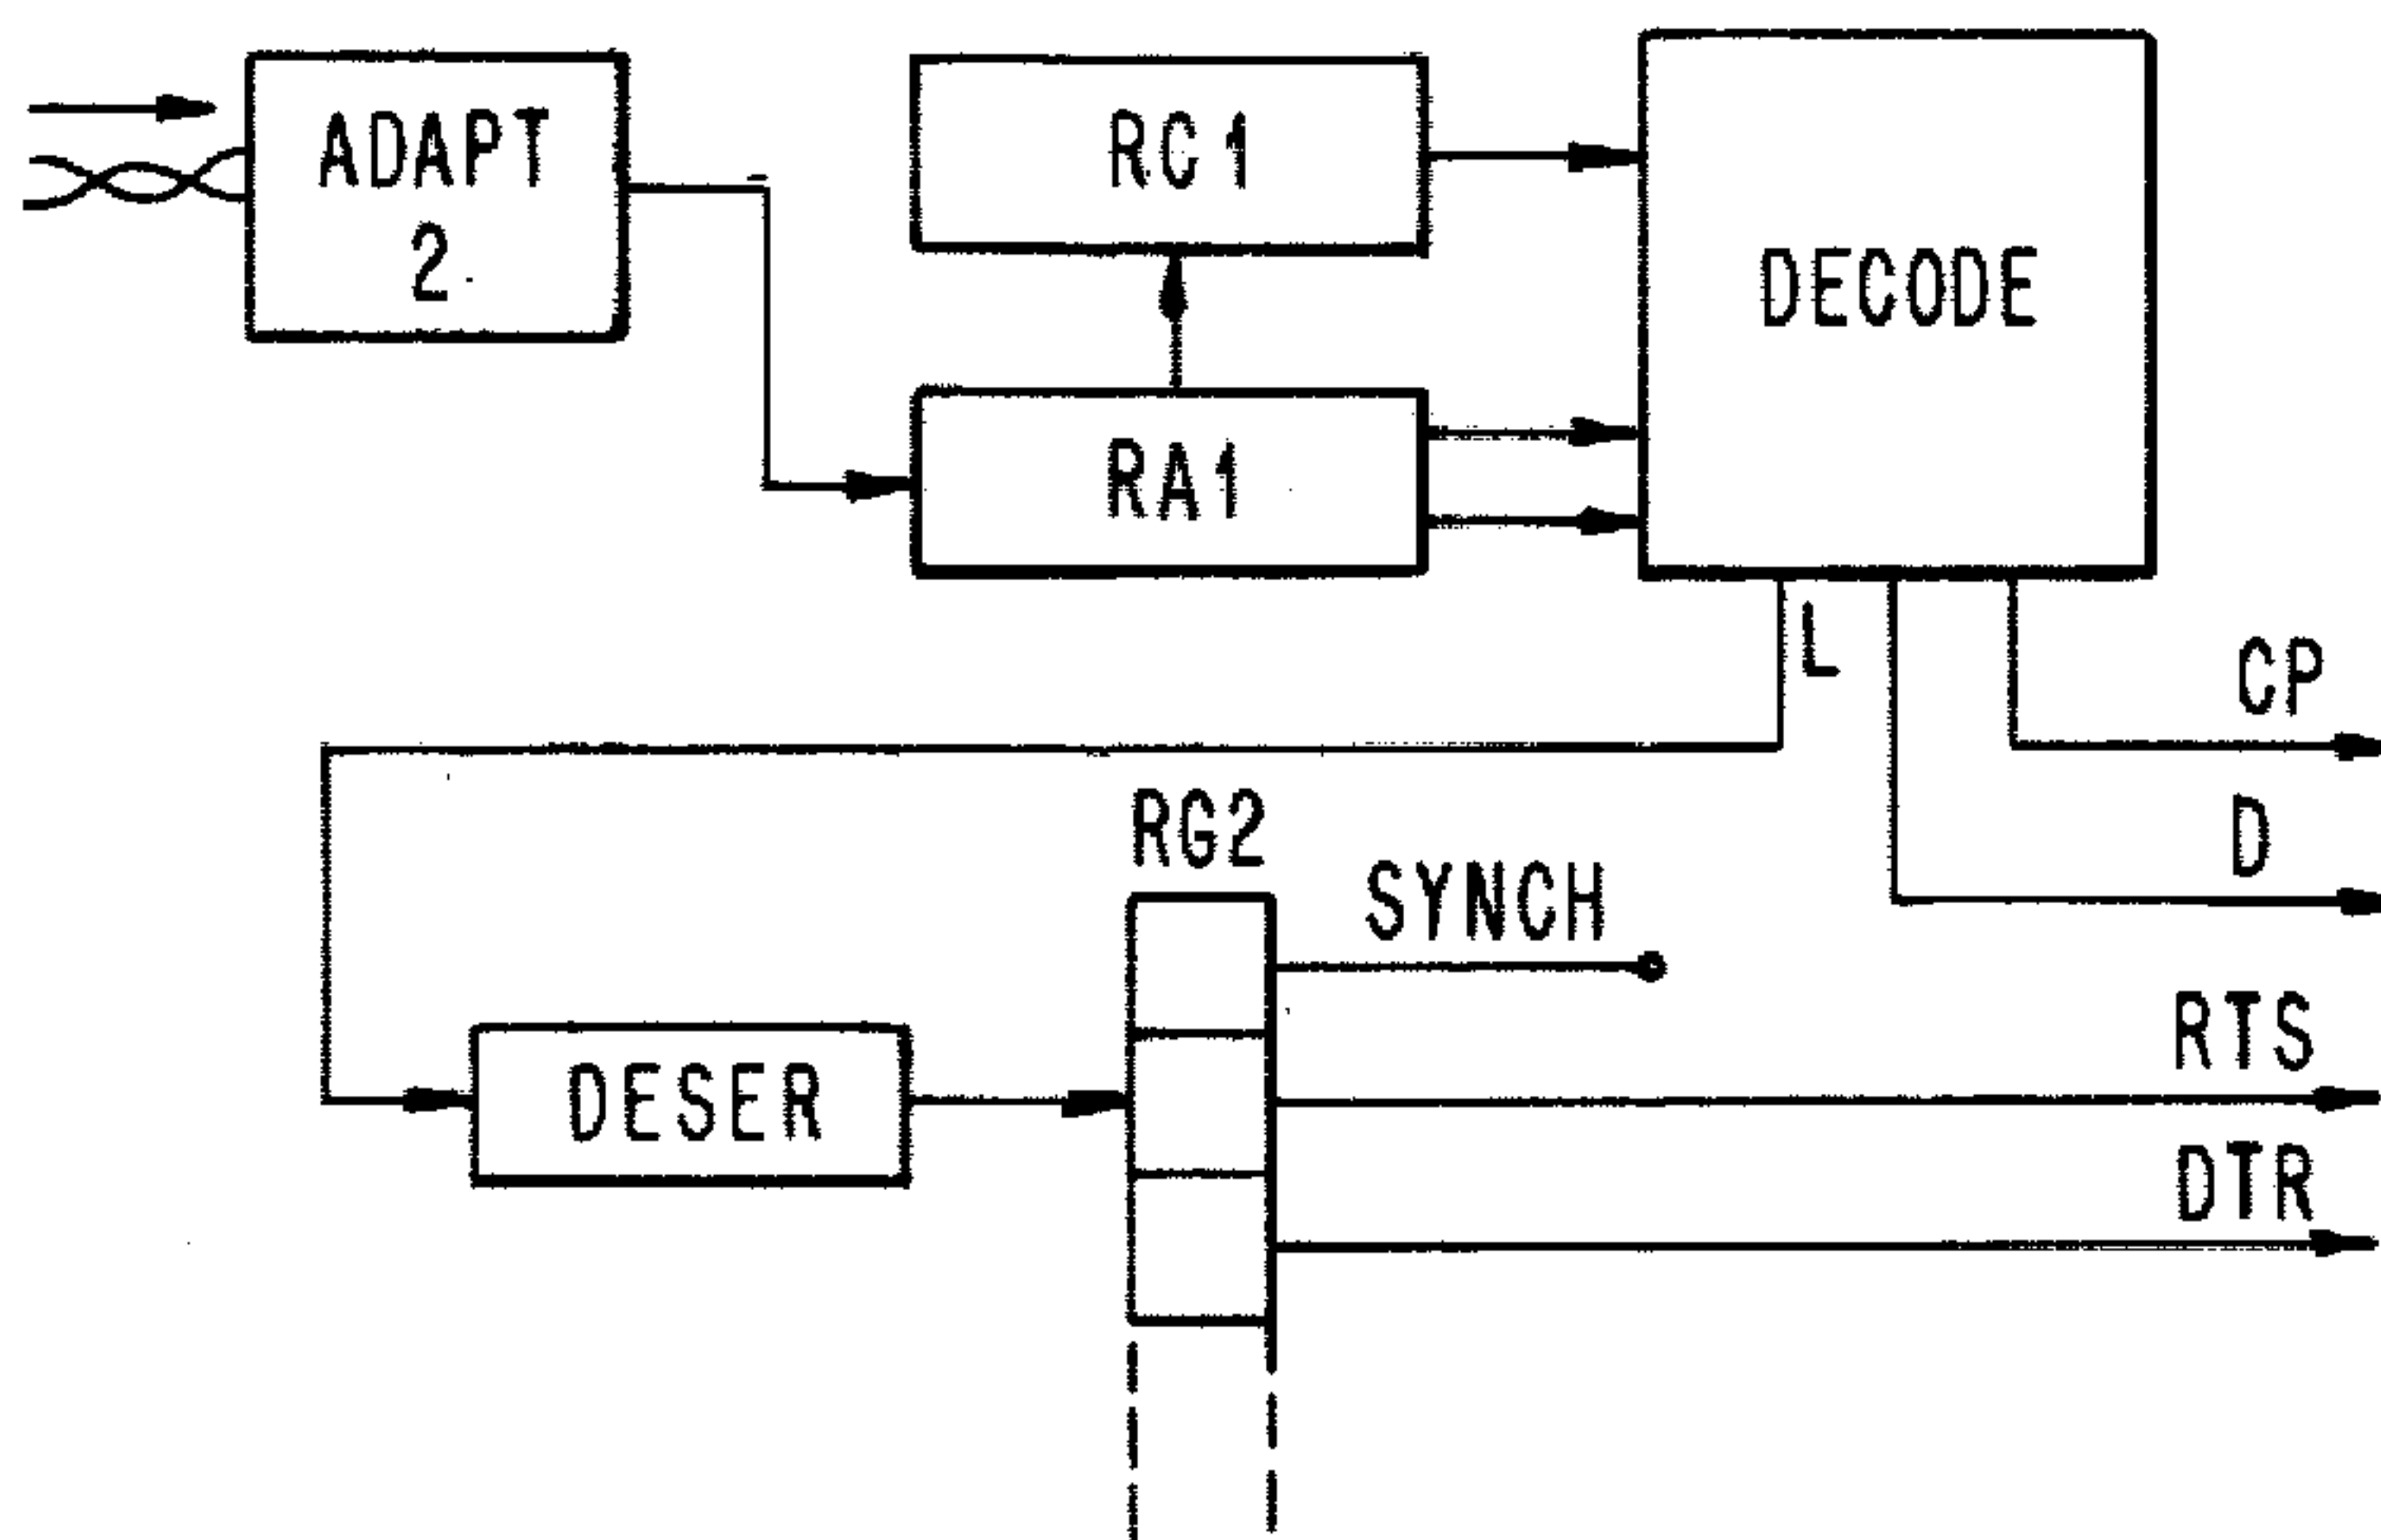 ADAPT
2
RC1
DECODE
RA1
L
CP
RG2
D
SYNCH
RTS
DESER
DTR